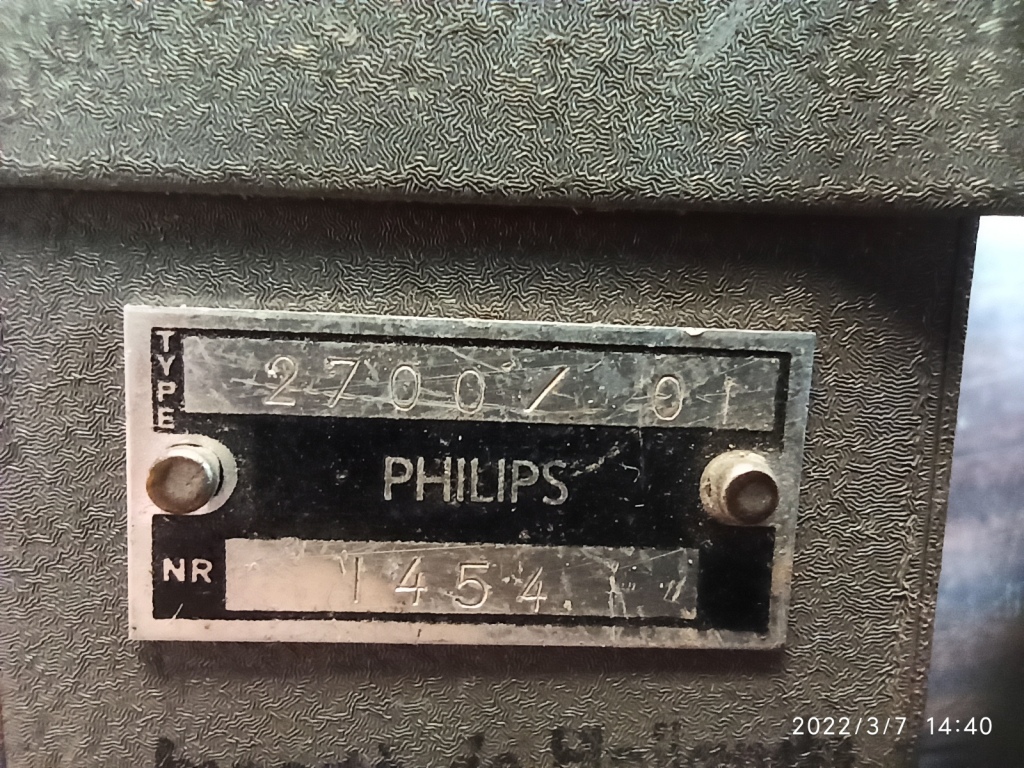 TYPE 2700/01
PHILIPS
NR 1454
2022/3/7 14:40